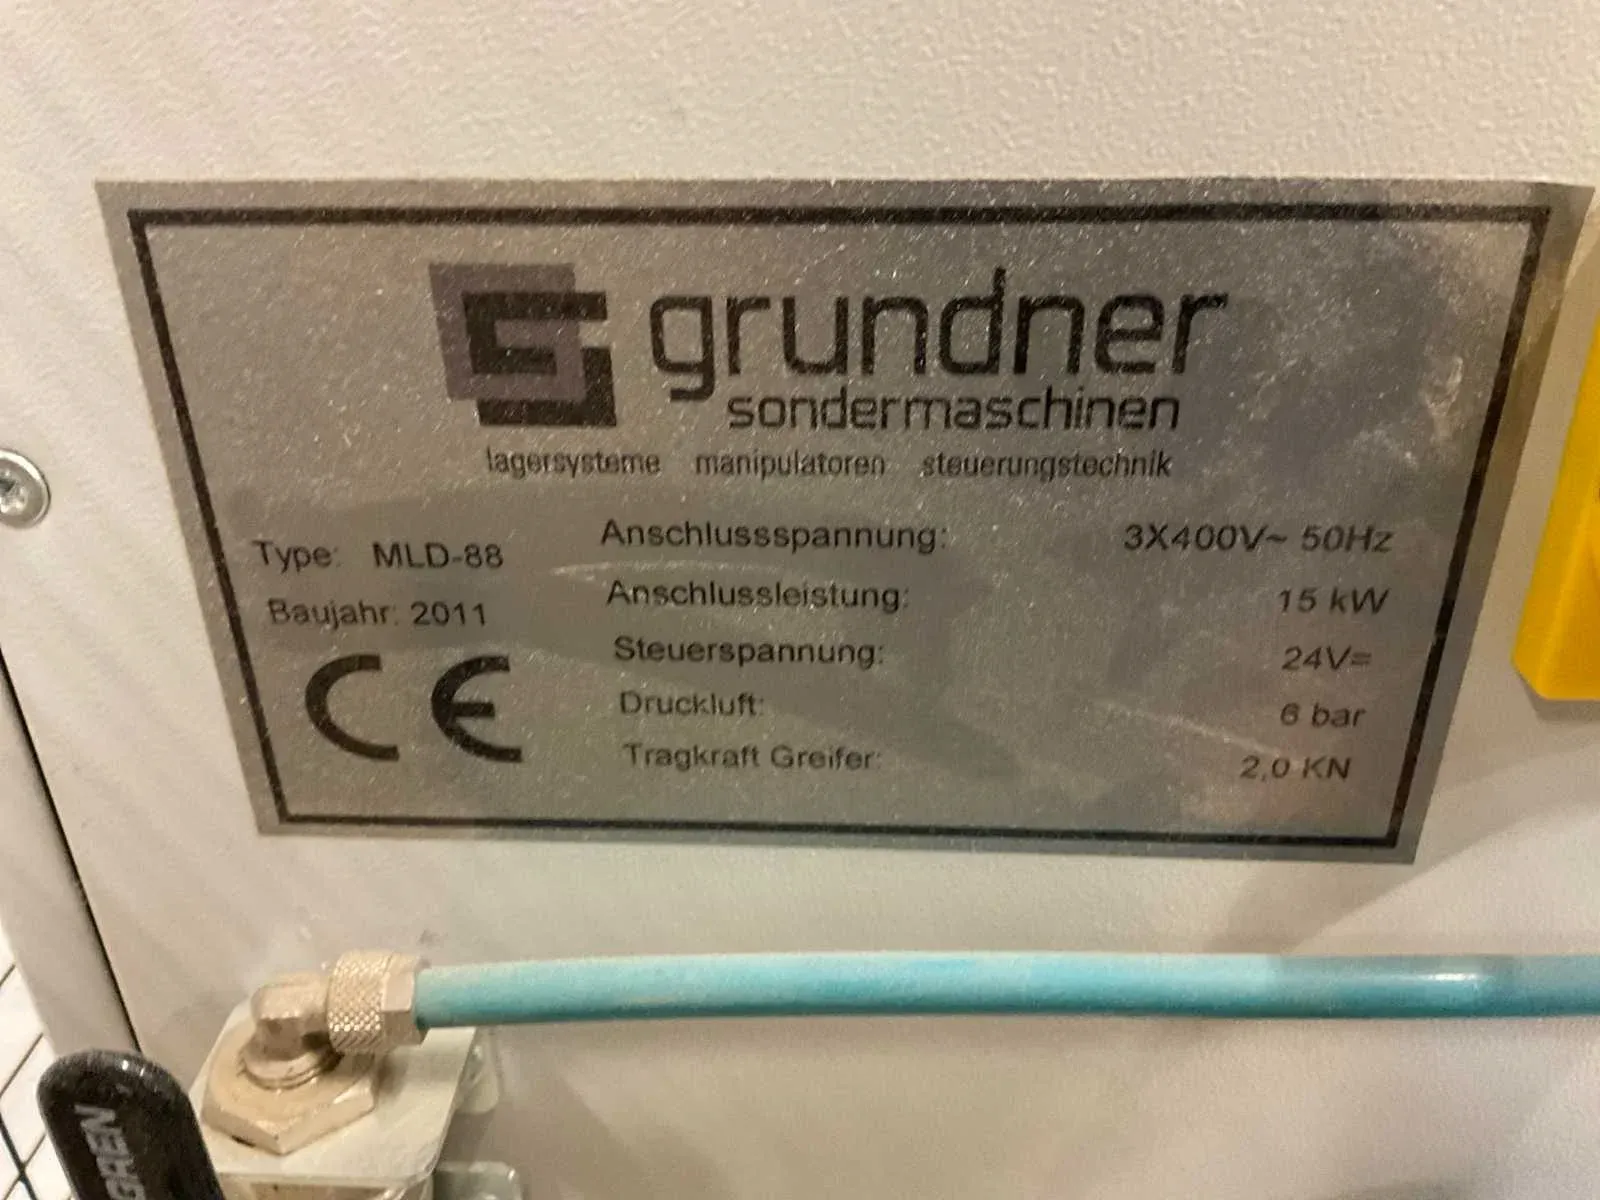 grundner
sondermaschinen
lagersysteme manipulatoren steuerungstechnik
Type: MLD-88
Baujahr: 2011
CE
Anschlussspannung: 3X400V~ 50Hz
Anschlussleistung: 15 kW
Steuerspannung: 24V=
Druckluft: 6 bar
Tragkraft Greifer: 2,0 KN
GREN